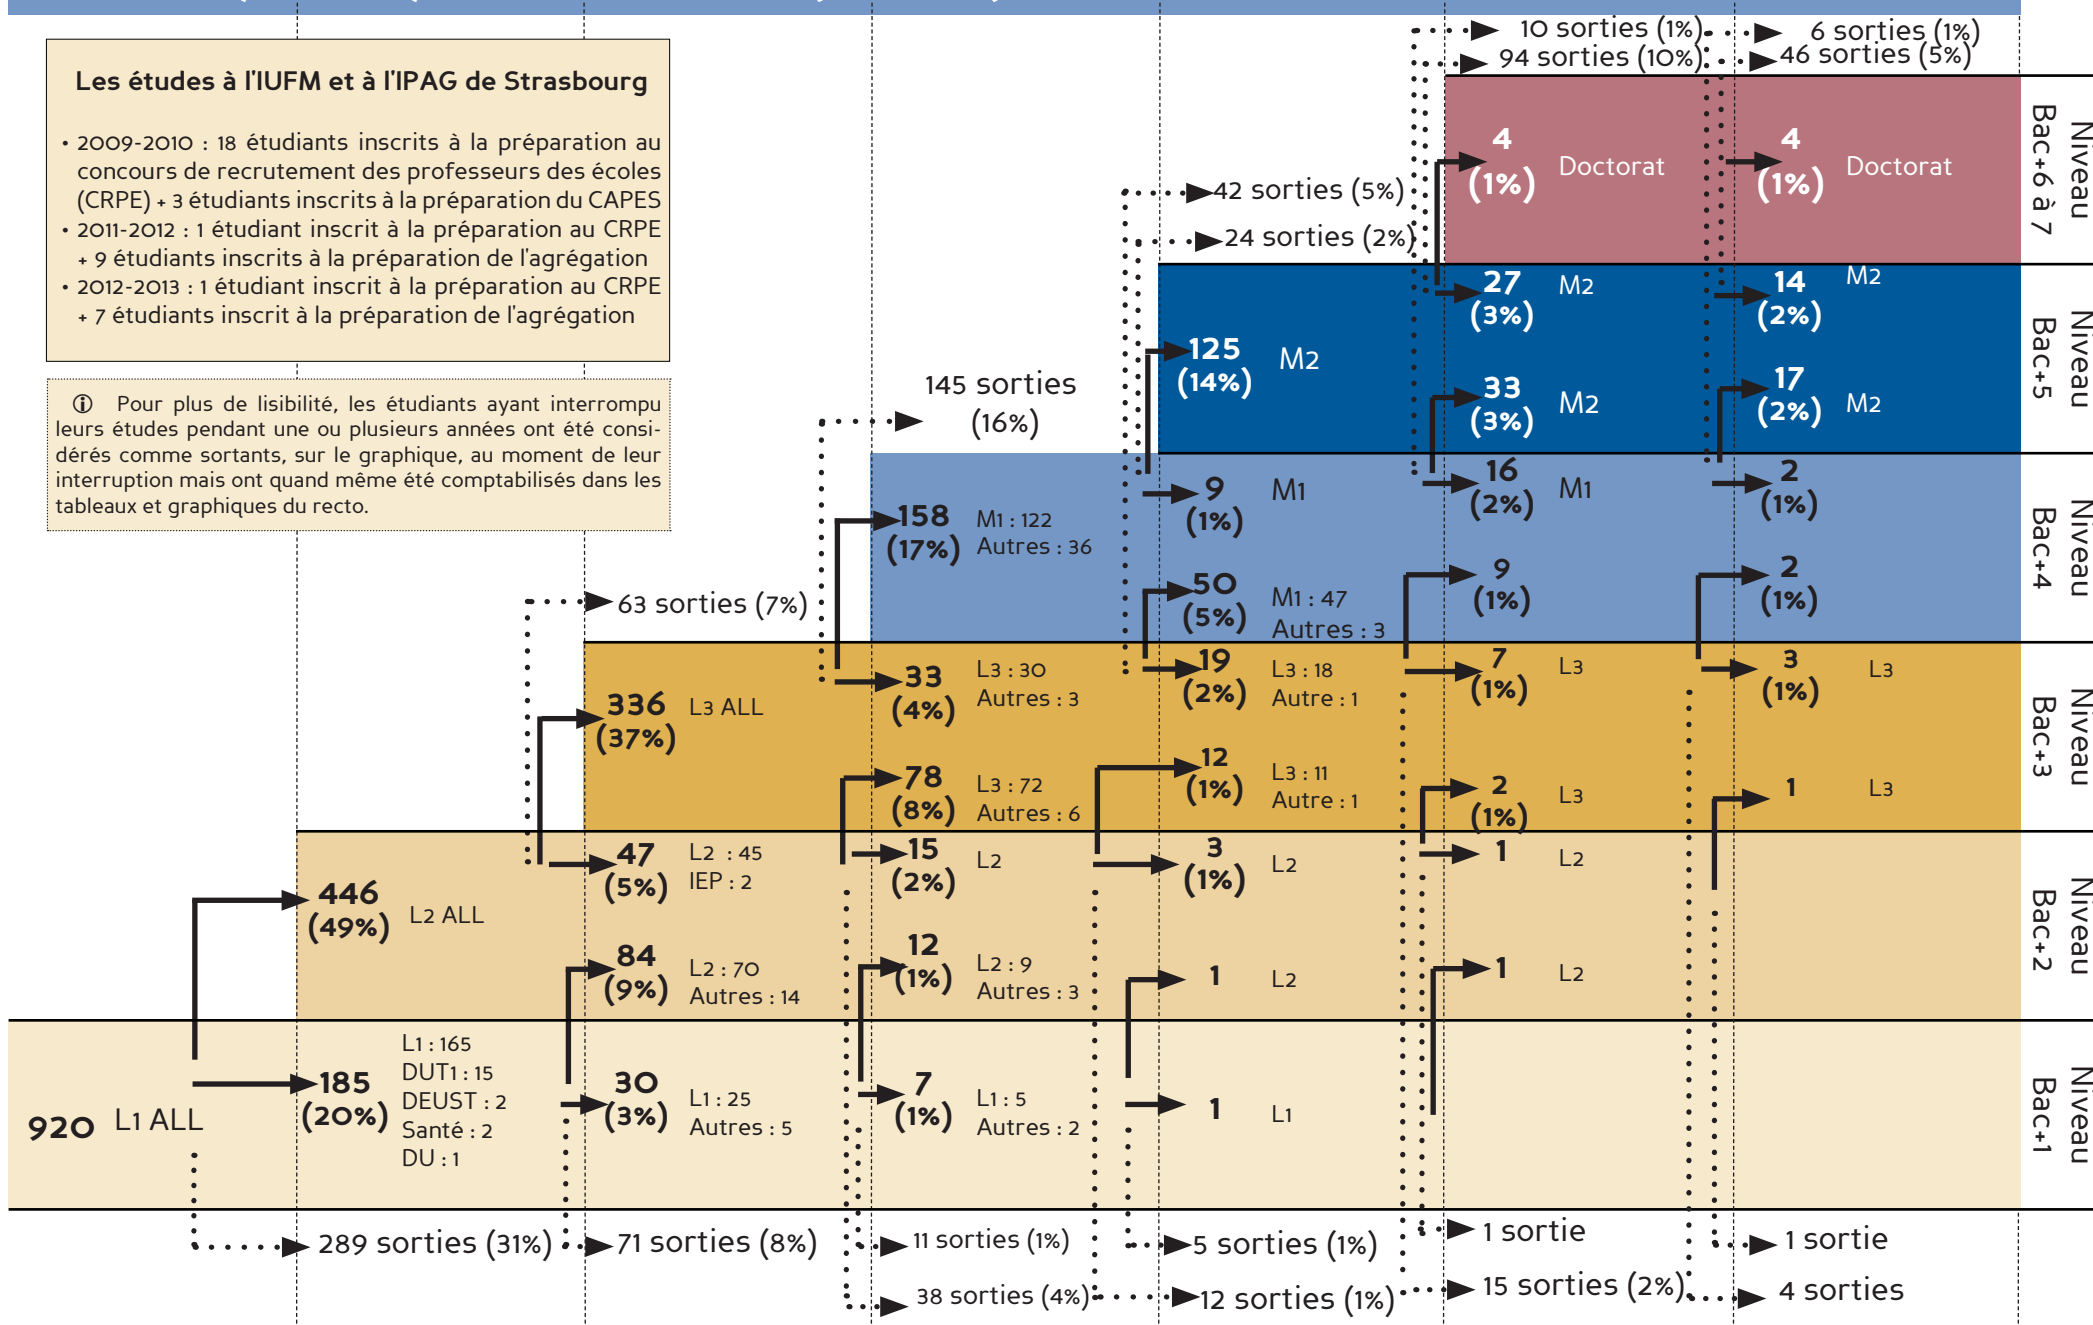 Les études à l'IUFM et à l'IPAG de Strasbourg
• 2009-2010 : 18 étudiants inscrits à la préparation au
concours de recrutement des professeurs des écoles
(CRPE) + 3 étudiants inscrits à la préparation du CAPES
• 2011-2012 : 1 étudiant inscrit à la préparation au CRPE
+ 9 étudiants inscrits à la préparation de l'agrégation
• 2012-2013 : 1 étudiant inscrit à la préparation au CRPE
+ 7 étudiants inscrit à la préparation de l'agrégation
Pour plus de lisibilité, les étudiants ayant interrompu
leurs études pendant une ou plusieurs années ont été consi-
dérés comme sortants, sur le graphique, au moment de leur
interruption mais ont quand même été comptabilisés dans les
tableaux et graphiques du recto.
920 L1 ALL
446
(49%)
L2 ALL
185
(20%)
L1 : 165
DUT1 : 15
DEUST : 2
Santé : 2
DU : 1
289 sorties (31%)
63 sorties (7%)
336
(37%)
L3 ALL
47
(5%)
L2 : 45
IEP : 2
84
(9%)
L2 : 70
Autres : 14
30
(3%)
L1 : 25
Autres : 5
71 sorties (8%)
145 sorties
(16%)
158
(17%)
M1 : 122
Autres : 36
33
(4%)
L3 : 30
Autres : 3
78
(8%)
L3 : 72
Autres : 6
15
(2%)
L2
12
(1%)
L2 : 9
Autres : 3
7
(1%)
L1 : 5
Autres : 2
11 sorties (1%)
38 sorties (4%)
42 sorties (5%)
24 sorties (2%)
125
(14%)
M2
9
(1%)
M1
50
(5%)
M1 : 47
Autres : 3
19
(2%)
L3 : 18
Autre : 1
12
(1%)
L3 : 11
Autre : 1
3
(1%)
L2
1
L2
1
L1
5 sorties (1%)
12 sorties (1%)
10 sorties (1%)
94 sorties (10%)
4
(1%)
Doctorat
27
(3%)
M2
33
(3%)
M2
16
(2%)
M1
9
(1%)
7
(1%)
L3
2
(1%)
L3
1
L2
1
L2
1 sortie
15 sorties (2%)
6 sorties (1%)
46 sorties (5%)
4
(1%)
Doctorat
14
(2%)
M2
17
(2%)
M2
2
(1%)
2
(1%)
3
(1%)
L3
1
L3
1 sortie
4 sorties
Niveau
Bac+6 à 7
Niveau
Bac+5
Niveau
Bac+4
Niveau
Bac+3
Niveau
Bac+2
Niveau
Bac+1